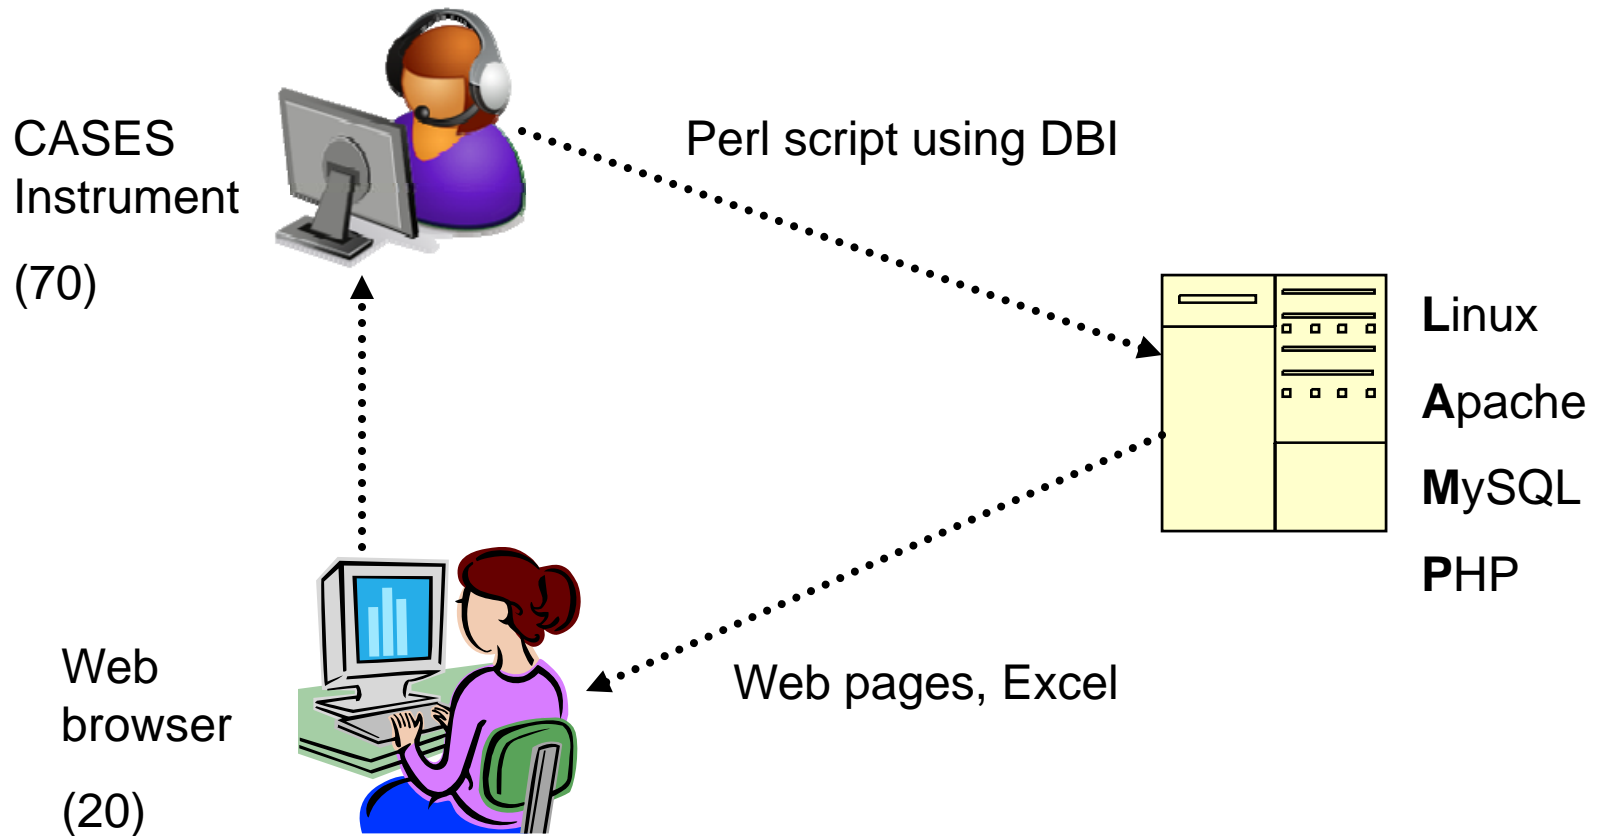 CASES
Instrument
(70)
Perl script using DBI
Linux
Apache
MySQL
PHP
Web
browser
(20)
Web pages, Excel